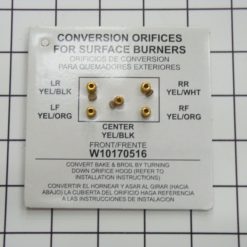 CONVERSION ORIFICES
FOR SURFACE BURNERS
ORIFICIOS DE CONVERSION
PARA QUEMADORES EXTERIORES
LR RR
YEL/BLK YEL/WHT
LF RF
YEL/ORG YEL/ORG
CENTER
YEL/BLK
FRONT/FRENTE
W10170516
CONVERT BAKE & BROIL BY TURNING
DOWN ORIFICE HOOD (REFER TO
INSTALLATION INSTRUCTIONS)
CONVERTIR EL HORNEAR Y ASAR AL GIRAR (HACIA
ABAJO) LA CUBIERTA DEL ORIFICIO HAGA REFERENCIA
A LAS INSTRUCCIONES DE INSTALACION